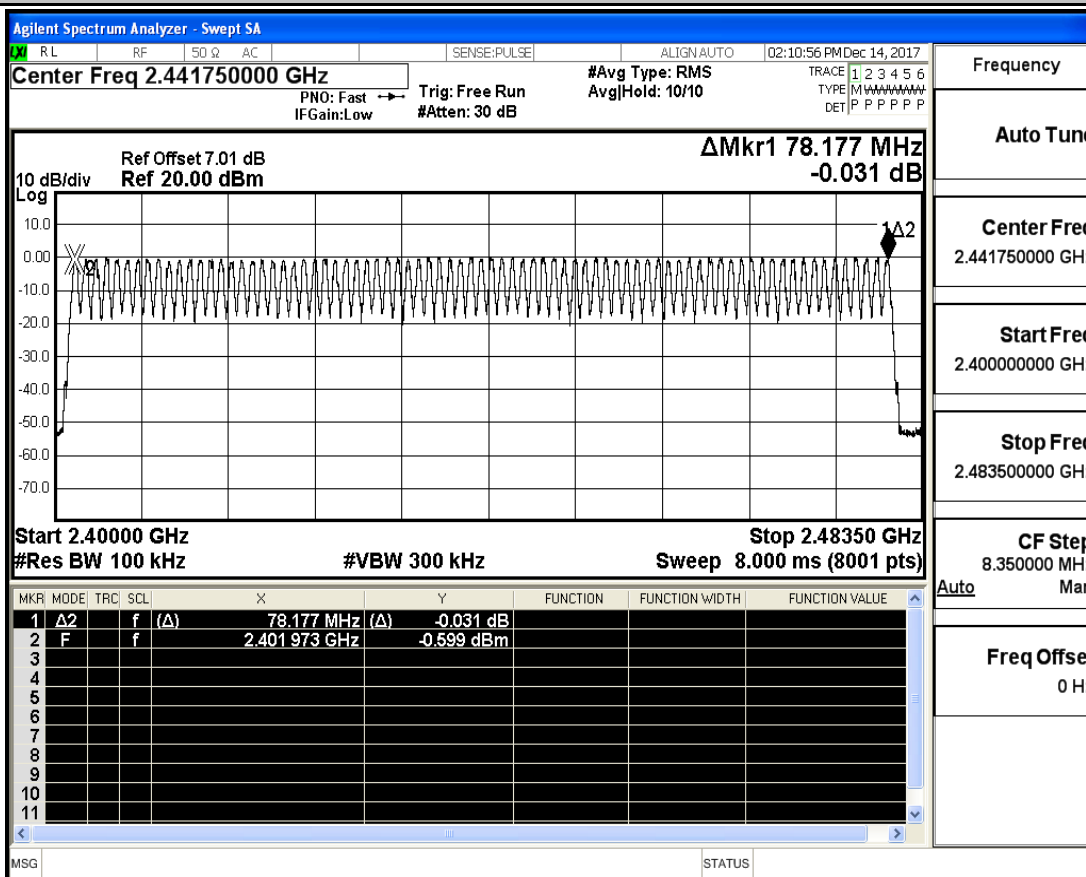 Agilent Spectrum Analyzer - Swept SA
LXI RL RF 50 Ω AC SENSE:PULSE ALIGN AUTO 02:10:56 PM Dec 14, 2017
Center Freq 2.441750000 GHz
PNO: Fast
IFGain:Low
Trig: Free Run
#Atten: 30 dB
#Avg Type: RMS
Avg|Hold: 10/10
TRACE 1 2 3 4 5 6
TYPE M W W W W W
DET P P P P P P
ΔMkr1 78.177 MHz
-0.031 dB
Ref Offset 7.01 dB
10 dB/div Ref 20.00 dBm
Log
10.0
0.00
-10.0
-20.0
-30.0
-40.0
-50.0
-60.0
-70.0
2
1Δ2
Start 2.40000 GHz Stop 2.48350 GHz
#Res BW 100 kHz #VBW 300 kHz Sweep 8.000 ms (8001 pts)
MKR MODE TRC SCL X Y FUNCTION FUNCTION WIDTH FUNCTION VALUE
1 Δ2 f (Δ) 78.177 MHz (Δ) -0.031 dB
2 F f 2.401 973 GHz -0.599 dBm
3
4
5
6
7
8
9
10
11
MSG STATUS
Frequency
Auto Tune
Center Freq
2.441750000 GH
Start Freq
2.400000000 GH
Stop Freq
2.483500000 GH
CF Step
8.350000 MH
Auto Man
Freq Offse
0 H